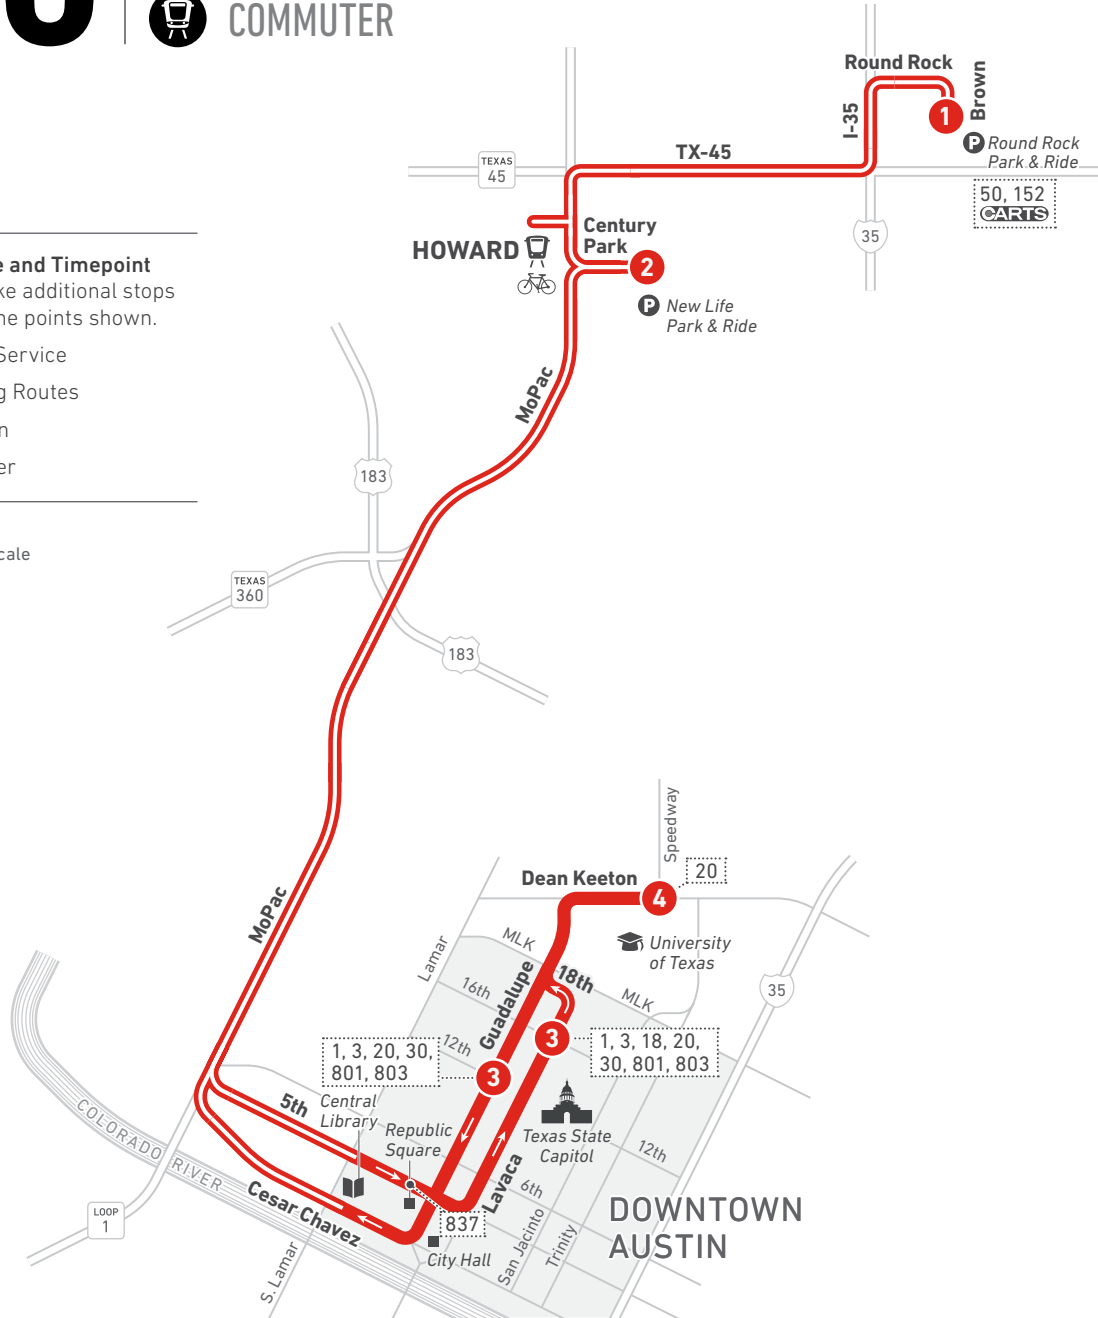 COMMUTER
Round Rock
Brown
I-35
1
P Round Rock
Park & Ride
TX-45
TEXAS
45
50, 152
CARTS
35
Century
Park
HOWARD
2
P New Life
Park & Ride
e and Timepoint
ke additional stops
ne points shown.
Service
g Routes
n
er
cale
MoPac
183
TEXAS
360
183
Speedway
20
Dean Keeton
4
MoPac
Lamar
MLK
University
of Texas
18th
MLK
35
16th
Guadalupe
12th
3
1, 3, 20, 30,
801, 803
3
1, 3, 18, 20,
30, 801, 803
5th
Central
Library
Republic
Square
Texas State
Capitol
12th
COLORADO RIVER
Lavaca
6th
Cesar Chavez
837
LOOP
1
City Hall
S. Lamar
San Jacinto
Trinity
DOWNTOWN
AUSTIN